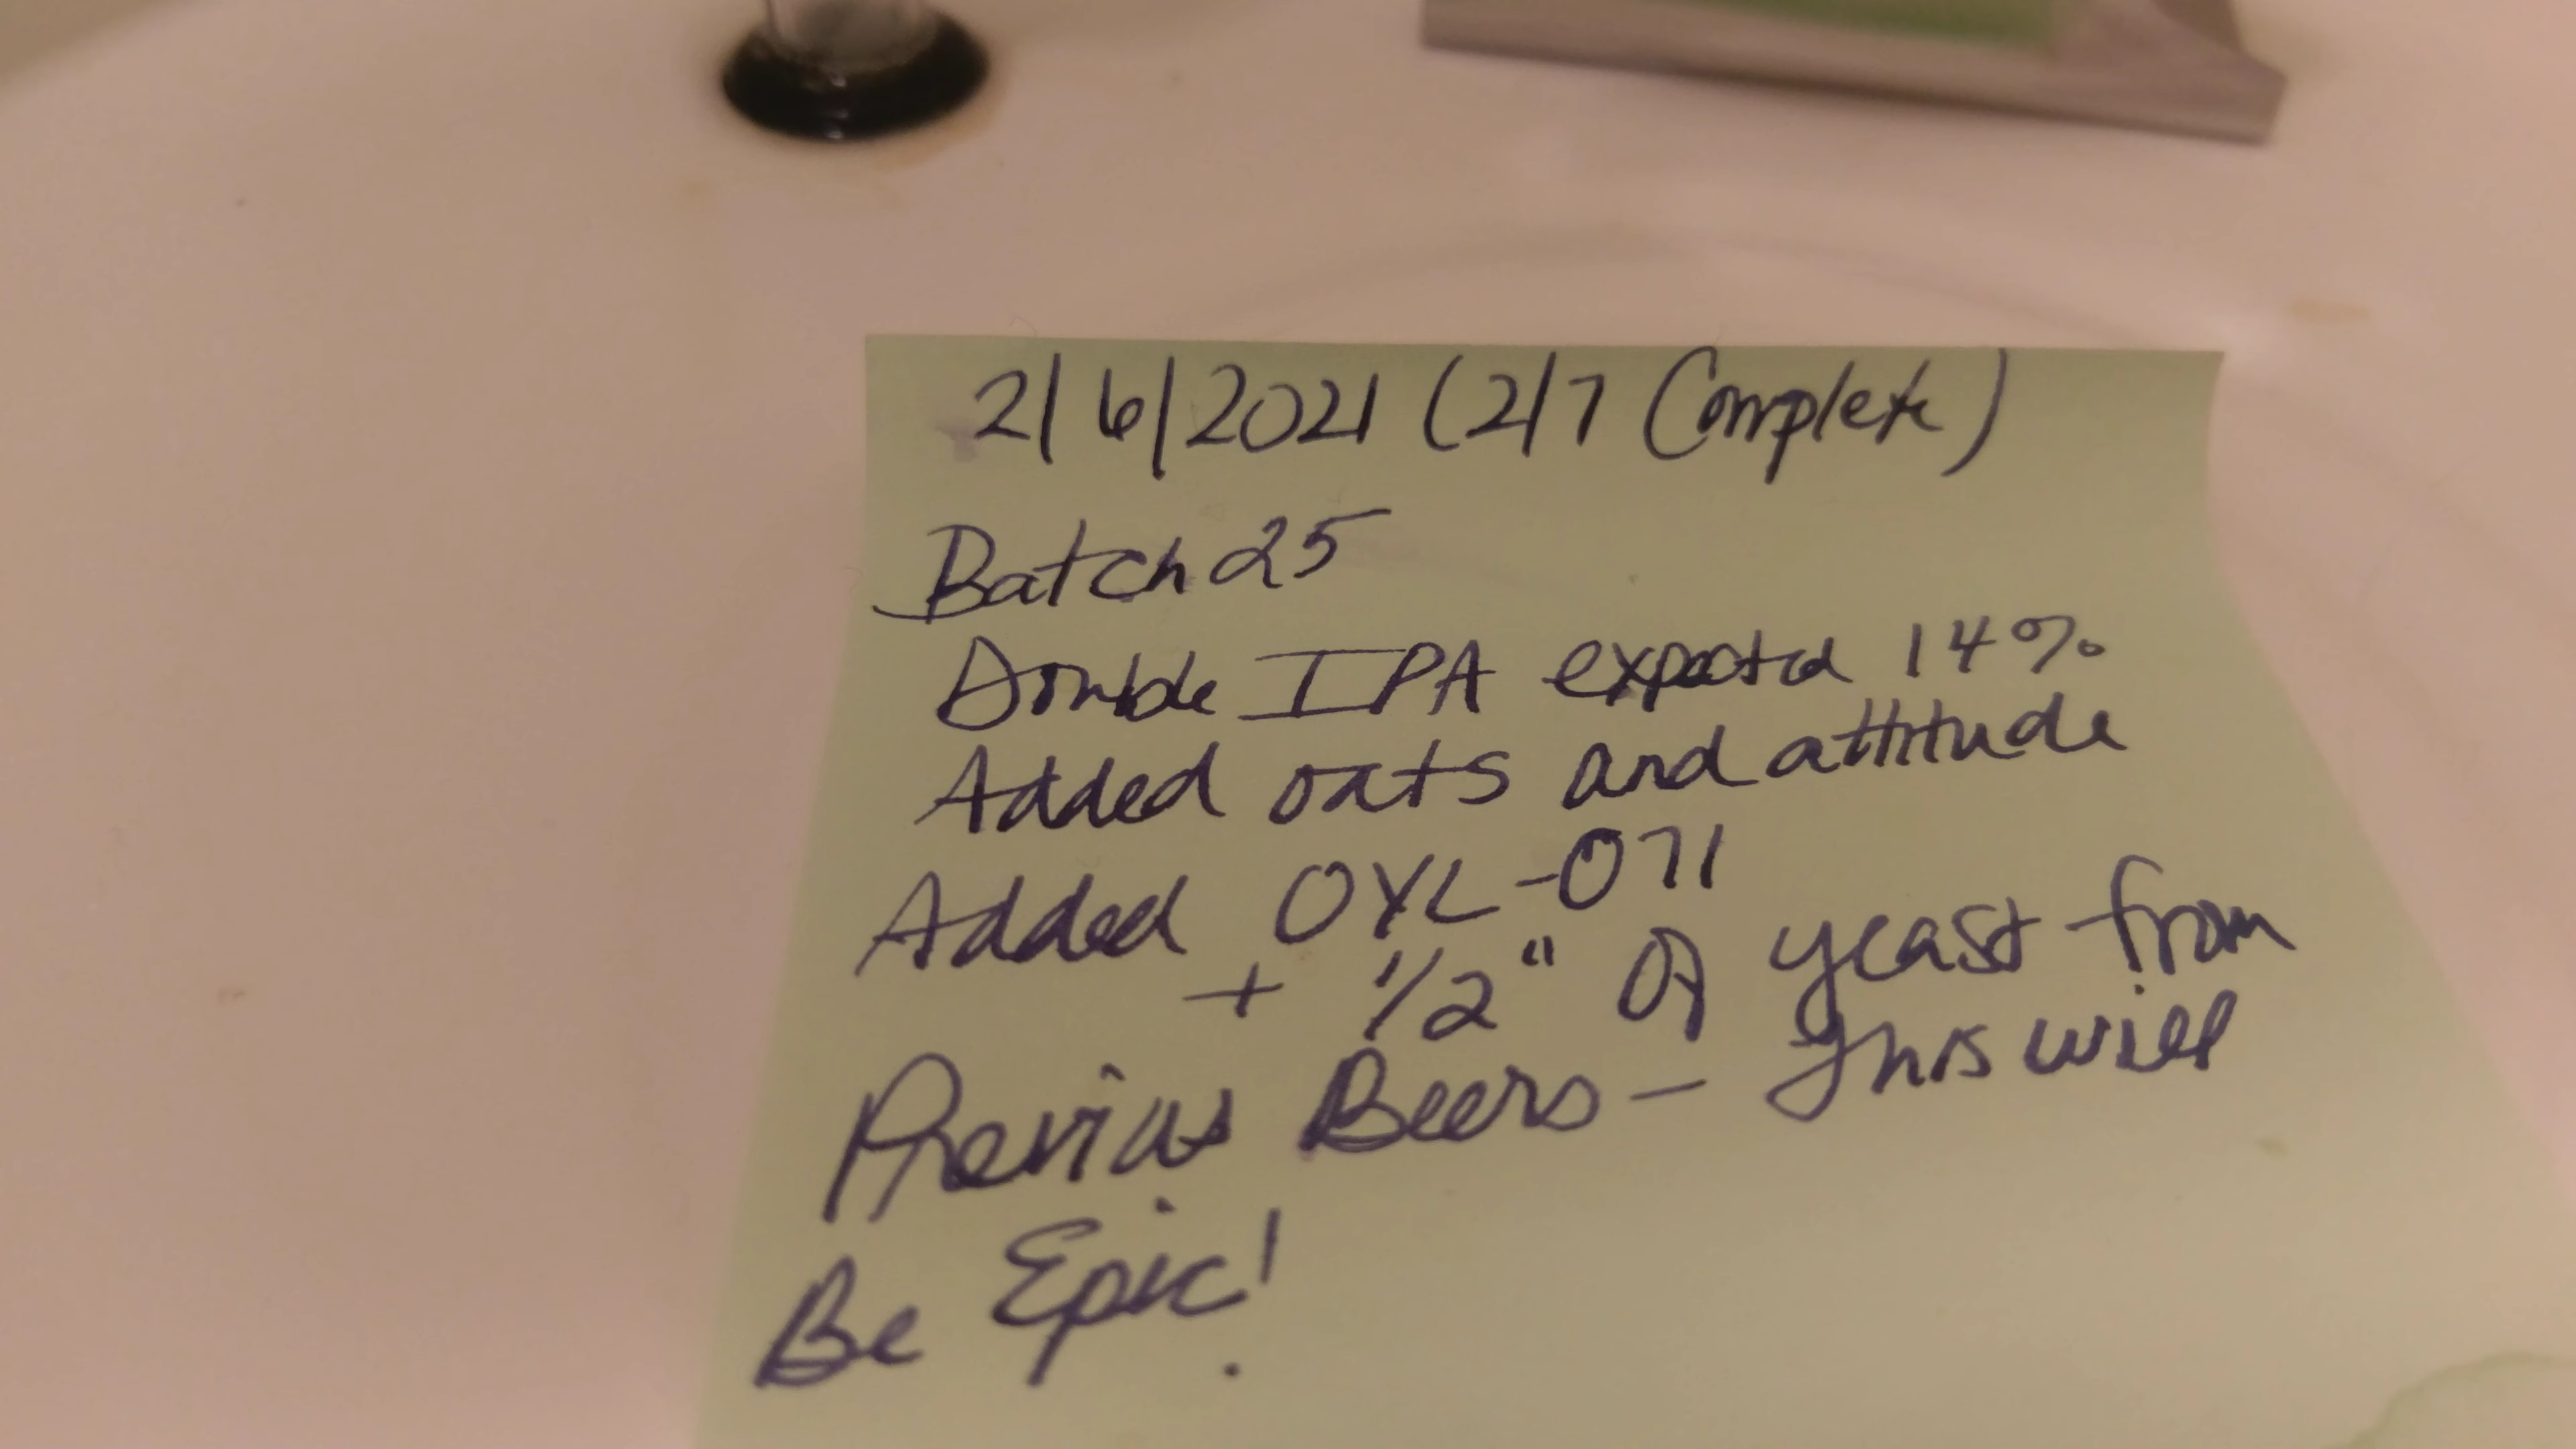 2/6/2021 (2/7 Complete)
Batch 25
Double IPA expected 14%
Added oats and attitude
Added OYL-071
+ 1/2" of yeast from
Previous Beers - this will
Be Epic!